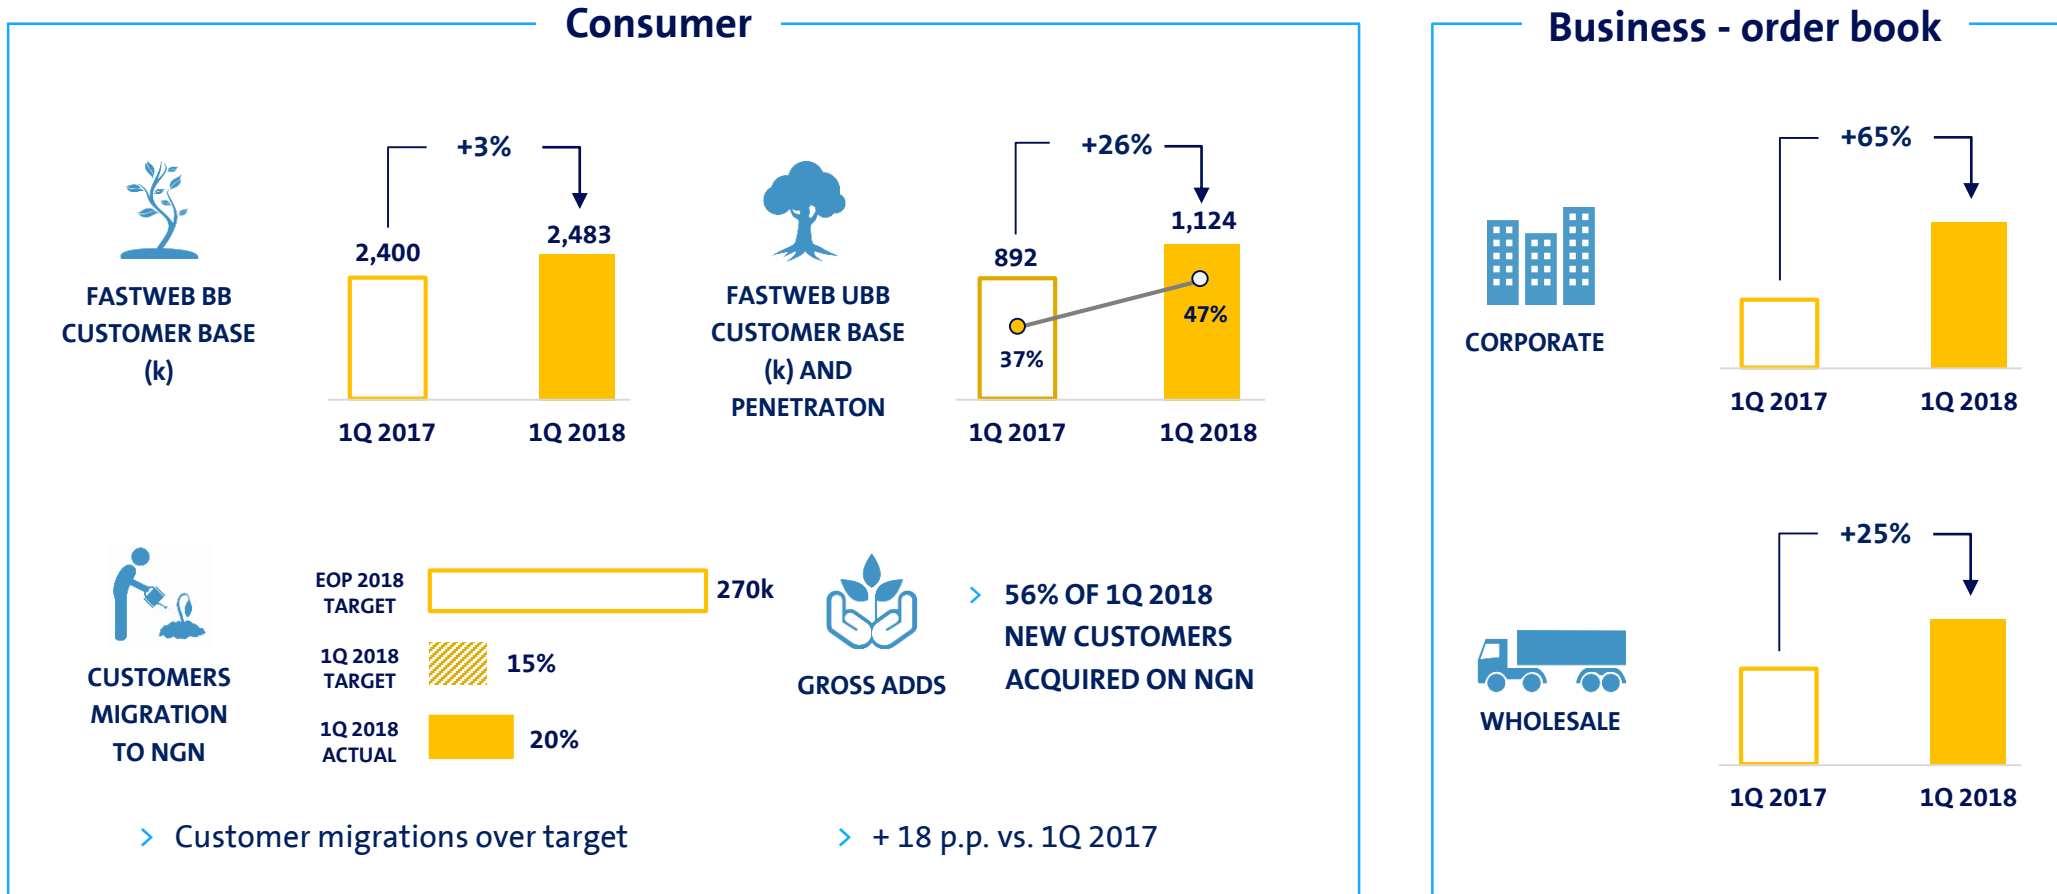 Consumer
FASTWEB BB
CUSTOMER BASE
(k)
+3%
2,400
2,483
1Q 2017
1Q 2018
FASTWEB UBB
CUSTOMER BASE
(k) AND
PENETRATON
+26%
892
1,124
37%
47%
1Q 2017
1Q 2018
CUSTOMERS
MIGRATION
TO NGN
EOP 2018
TARGET
270k
1Q 2018
TARGET
15%
1Q 2018
ACTUAL
20%
> Customer migrations over target
GROSS ADDS
> 56% OF 1Q 2018
NEW CUSTOMERS
ACQUIRED ON NGN
> + 18 p.p. vs. 1Q 2017
Business - order book
CORPORATE
+65%
1Q 2017
1Q 2018
WHOLESALE
+25%
1Q 2017
1Q 2018